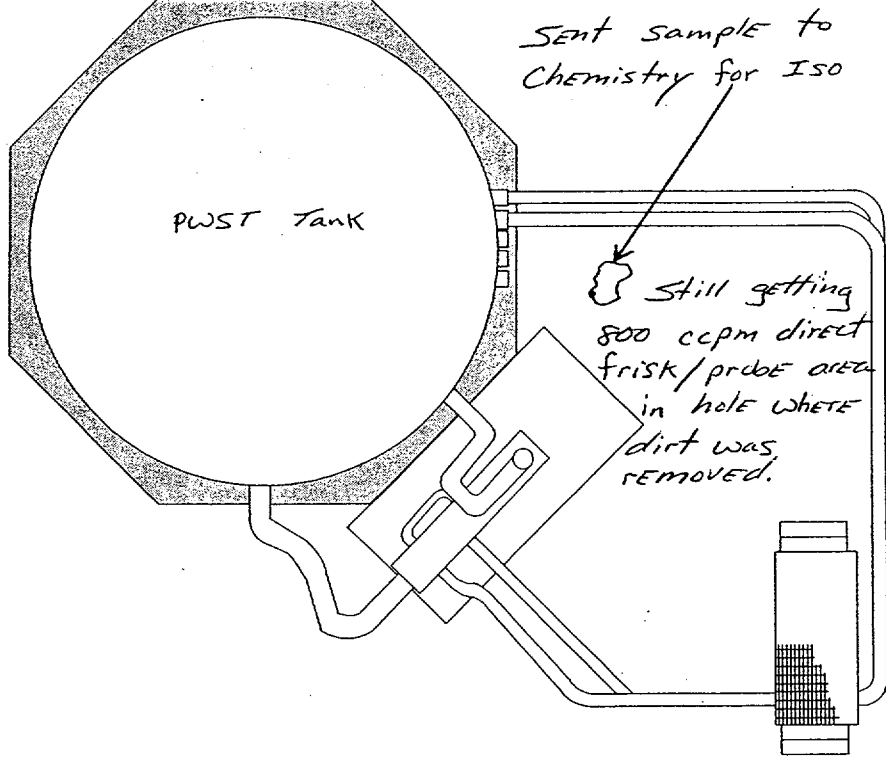 Sent sample to
Chemistry for Iso
PWST Tank
Still getting
800 ccpm direct
frisk/probe area
in hole where
dirt was
removed.